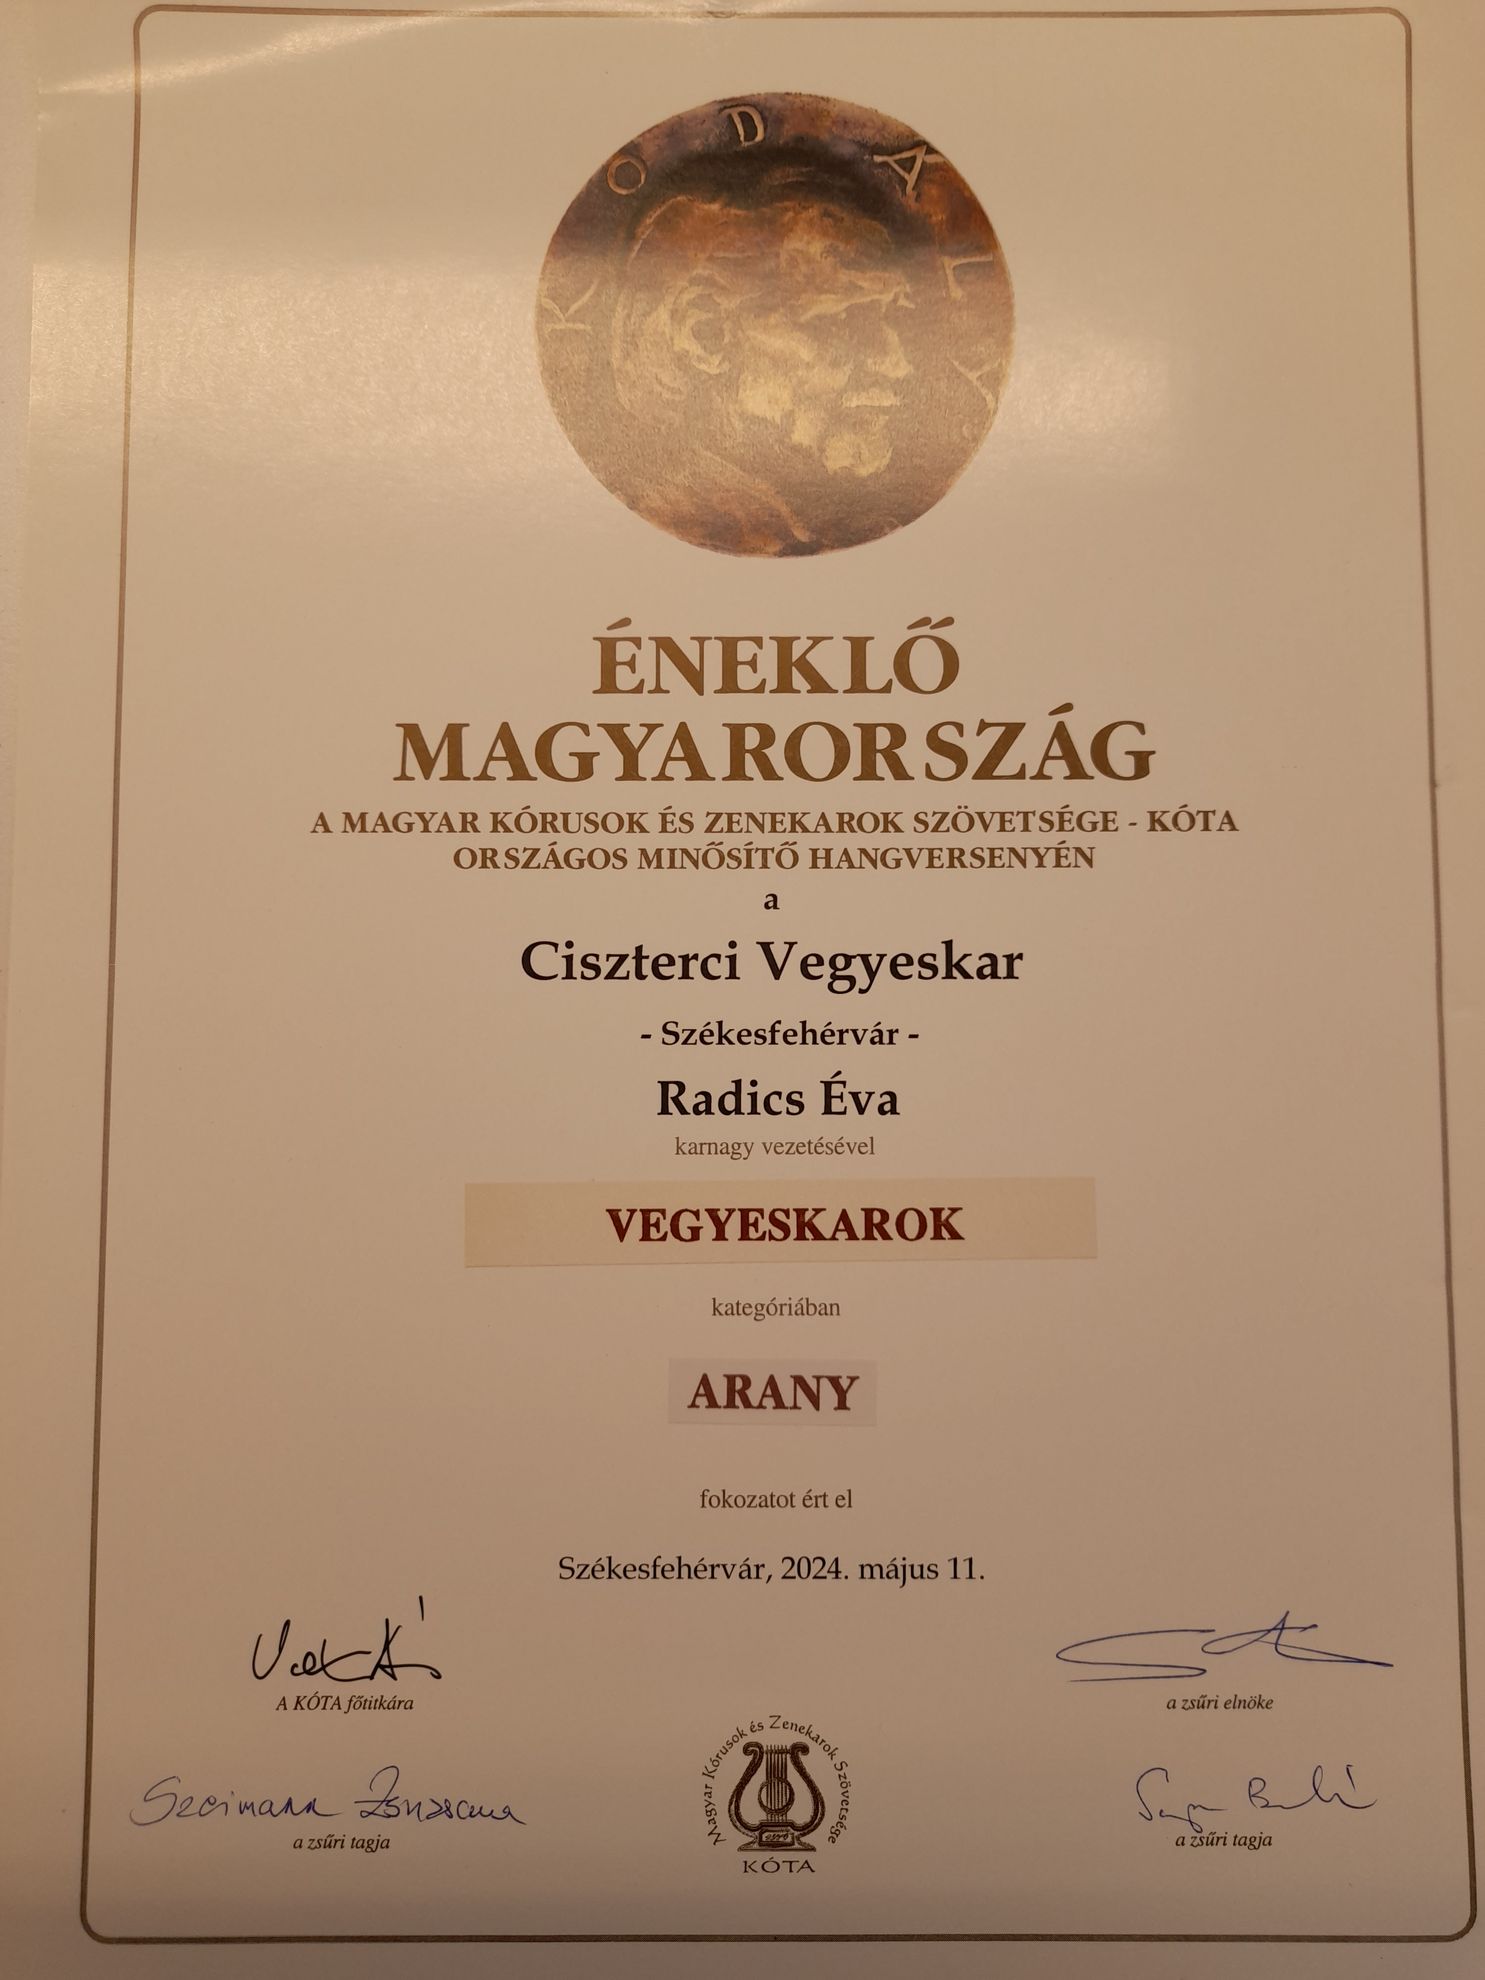 KODÁLY
ÉNEKLŐ
MAGYARORSZÁG
A MAGYAR KÓRUSOK ÉS ZENEKAROK SZÖVETSÉGE - KÓTA
ORSZÁGOS MINŐSÍTŐ HANGVERSENYÉN
a
Ciszterci Vegyeskar
- Székesfehérvár -
Radics Éva
karnagy vezetésével
VEGYESKAROK
kategóriában
ARANY
fokozatot ért el
Székesfehérvár, 2024. május 11.
A KÓTA főtitkára
a zsűri elnöke
Magyar Kórusok és Zenekarok Szövetsége
Zsuzsanna
a zsűri tagja
a zsűri tagja
KÓTA